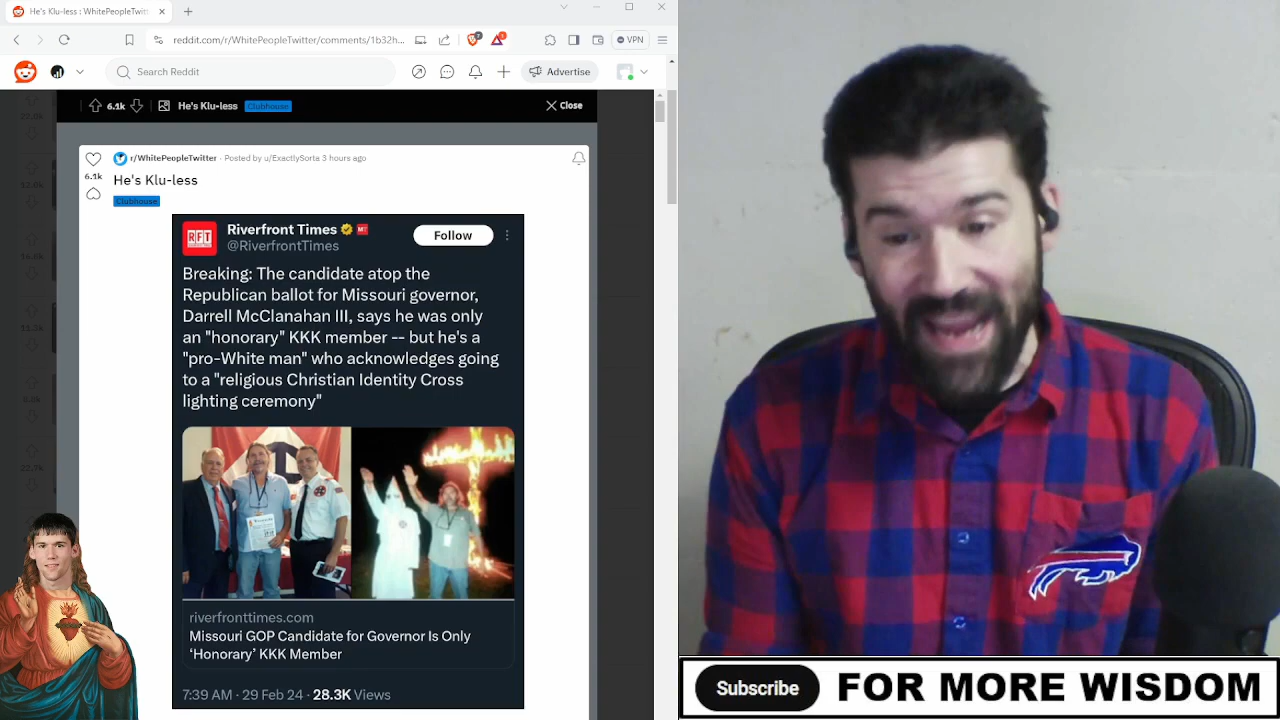 He's Klu-less : WhitePeopleTwitt
reddit.com/r/WhitePeopleTwitter/comments/1b32h...
VPN
Search Reddit
Advertise
6.1k
He's Klu-less
Clubhouse
Close
r/WhitePeopleTwitter · Posted by u/ExactlySorta 3 hours ago
6.1k
He's Klu-less
Clubhouse
RFT
Riverfront Times
@RiverfrontTimes
Follow
Breaking: The candidate atop the
Republican ballot for Missouri governor,
Darrell McClanahan III, says he was only
an "honorary" KKK member -- but he's a
"pro-White man" who acknowledges going
to a "religious Christian Identity Cross
lighting ceremony"
riverfronttimes.com
Missouri GOP Candidate for Governor Is Only
‘Honorary’ KKK Member
7:39 AM · 29 Feb 24 · 28.3K Views
Subscribe
FOR MORE WISDOM